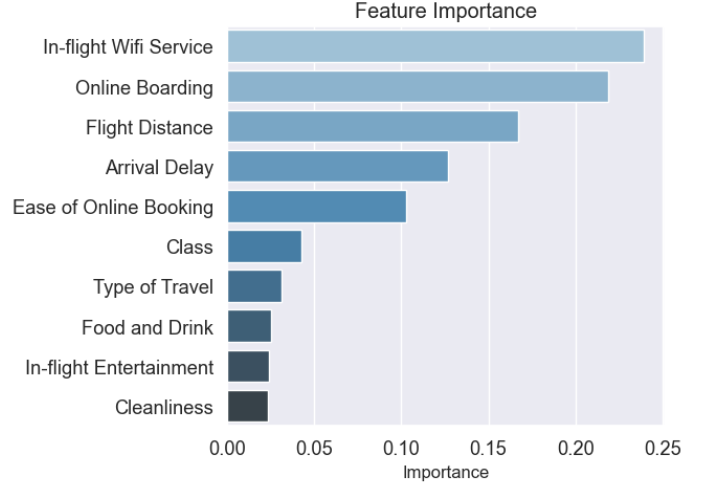 Feature Importance
In-flight Wifi Service
Online Boarding
Flight Distance
Arrival Delay
Ease of Online Booking
Class
Type of Travel
Food and Drink
In-flight Entertainment
Cleanliness
0.00 0.05 0.10 0.15 0.20 0.25
Importance